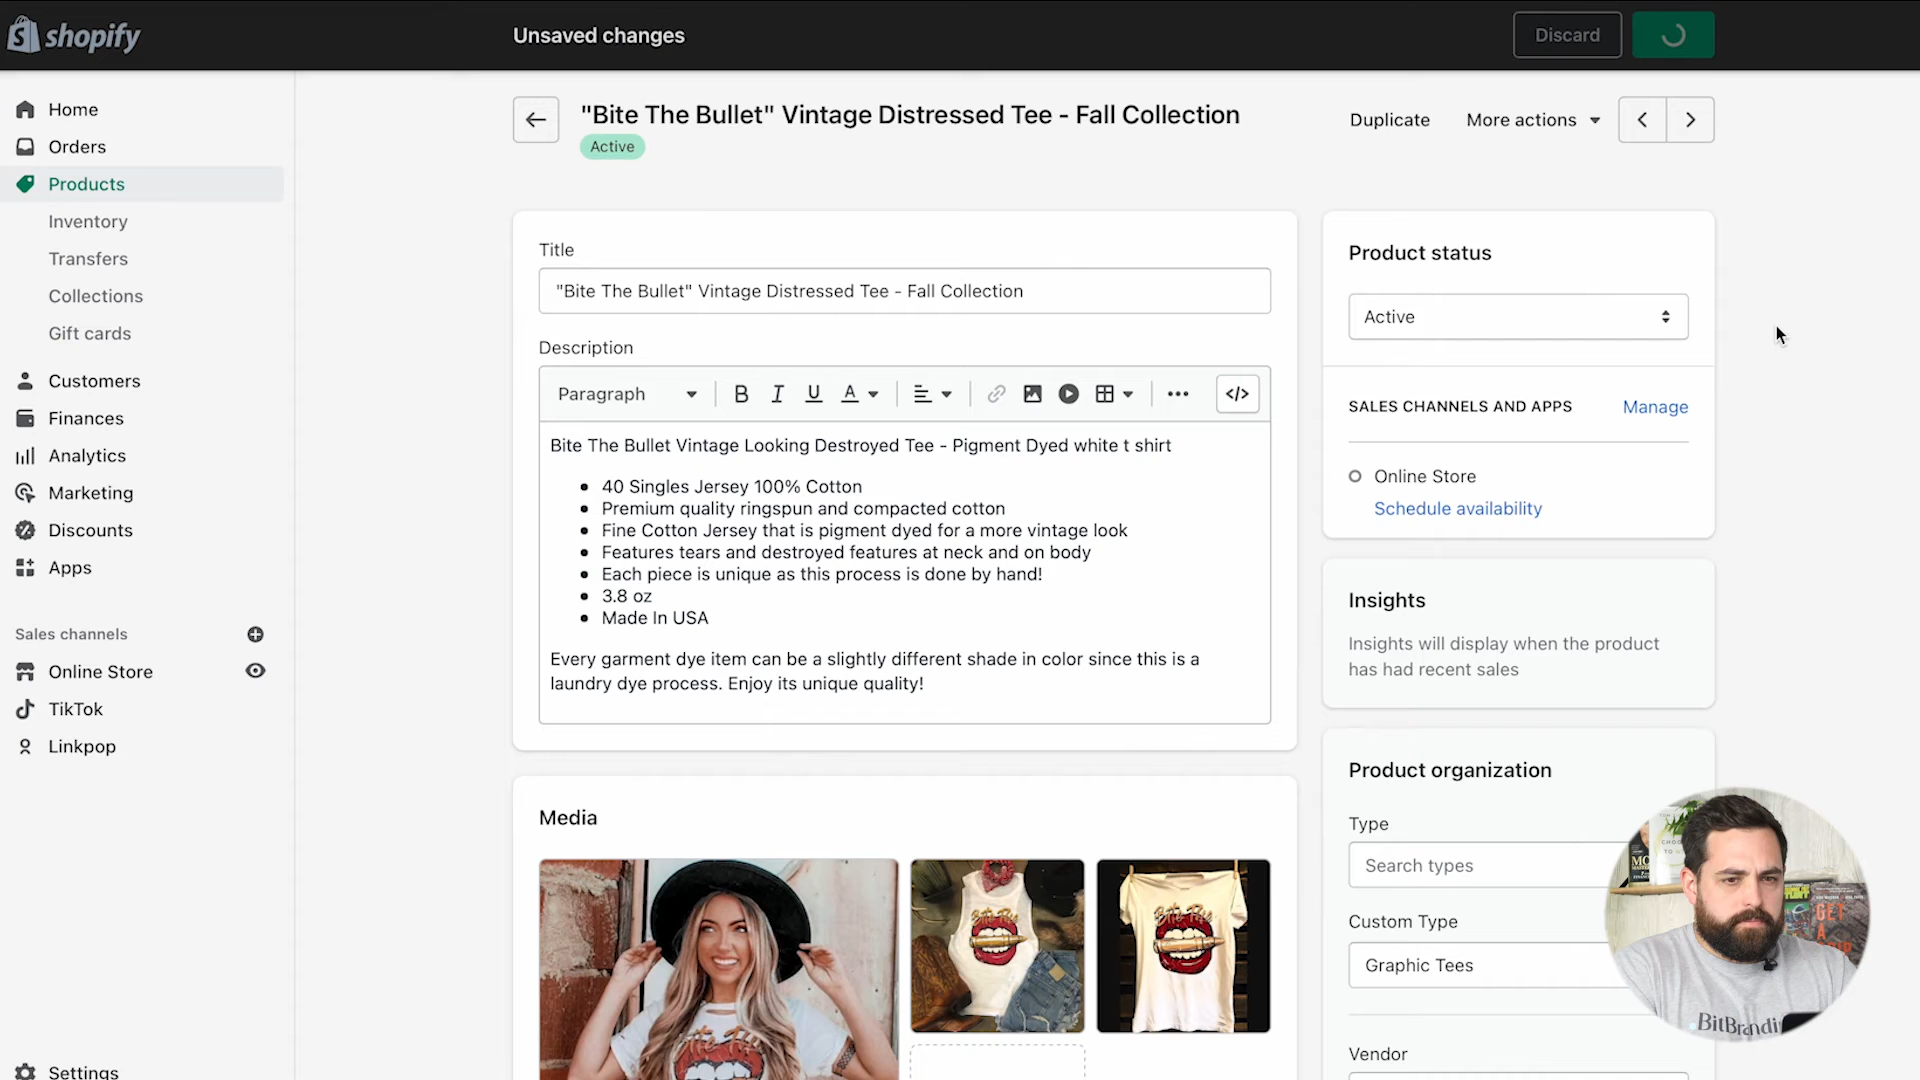 shopify
Unsaved changes
Discard
Home
Orders
Products
Inventory
Transfers
Collections
Gift cards
Customers
Finances
Analytics
Marketing
Discounts
Apps
Sales channels
Online Store
TikTok
Linkpop
Settings
"Bite The Bullet" Vintage Distressed Tee - Fall Collection
Active
Duplicate
More actions
Title
"Bite The Bullet" Vintage Distressed Tee - Fall Collection
Description
Paragraph
Bite The Bullet Vintage Looking Destroyed Tee - Pigment Dyed white t shirt
40 Singles Jersey 100% Cotton
Premium quality ringspun and compacted cotton
Fine Cotton Jersey that is pigment dyed for a more vintage look
Features tears and destroyed features at neck and on body
Each piece is unique as this process is done by hand!
3.8 oz
Made In USA
Every garment dye item can be a slightly different shade in color since this is a
laundry dye process. Enjoy its unique quality!
Media
Product status
Active
SALES CHANNELS AND APPS
Manage
Online Store
Schedule availability
Insights
Insights will display when the product
has had recent sales
Product organization
Type
Search types
Custom Type
Graphic Tees
Vendor
GET
A